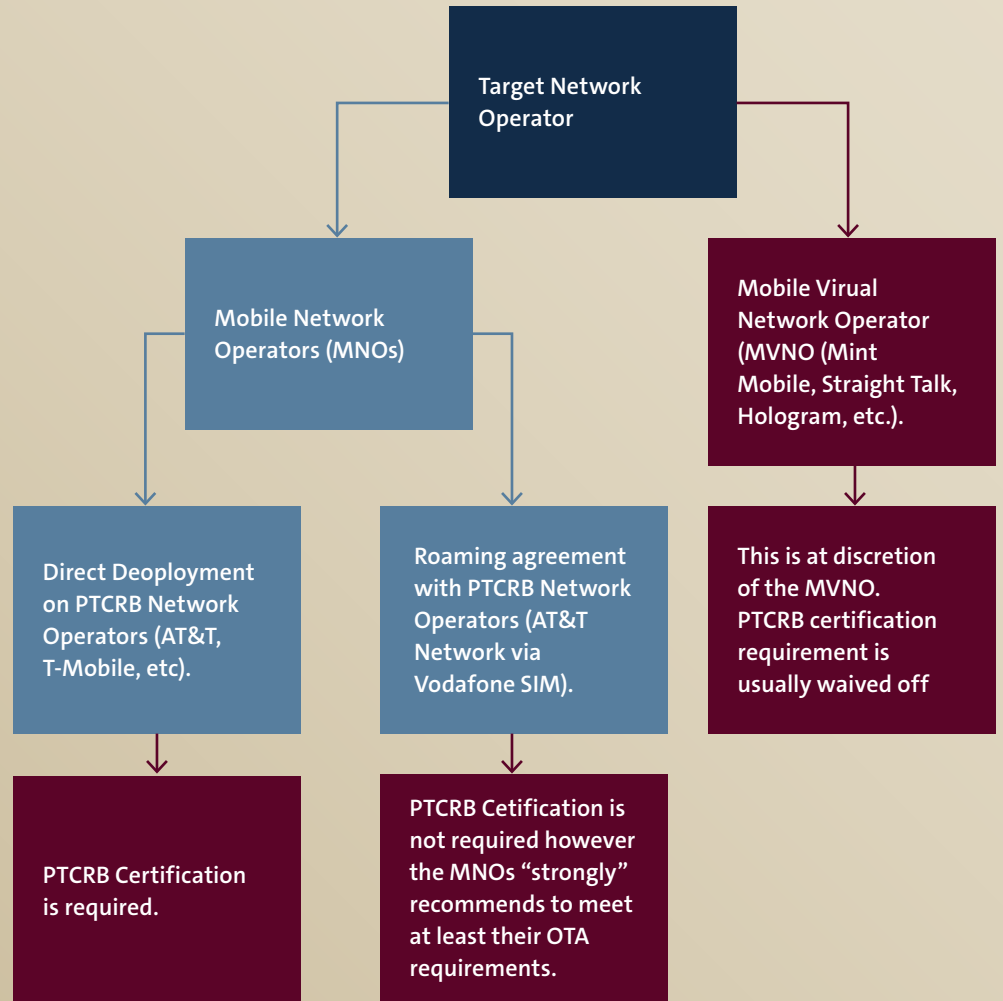 Target Network
Operator
Mobile Network
Operators (MNOs)
Mobile Virual
Network Operator
(MVNO (Mint
Mobile, Straight Talk,
Hologram, etc.).
Direct Deoployment
on PTCRB Network
Operators (AT&T,
T-Mobile, etc).
Roaming agreement
with PTCRB Network
Operators (AT&T
Network via
Vodafone SIM).
This is at discretion
of the MVNO.
PTCRB certification
requirement is
usually waived off
PTCRB Certification
is required.
PTCRB Cetification is
not required however
the MNOs “strongly”
recommends to meet
at least their OTA
requirements.